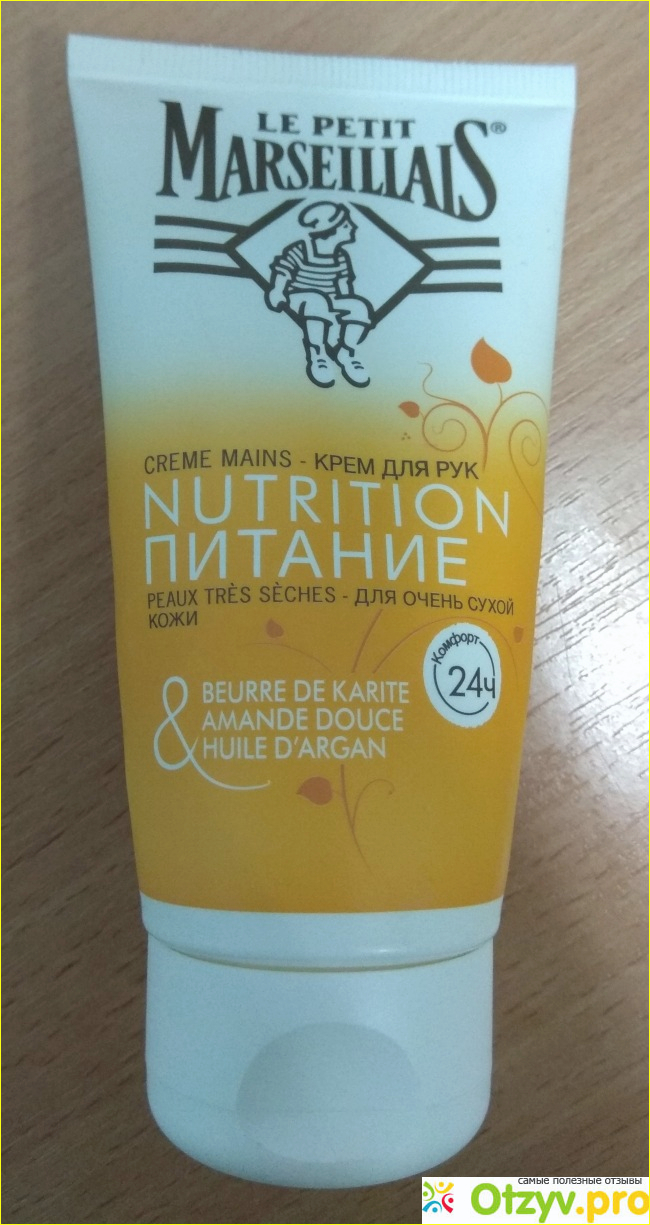 LE PETIT
MARSEILLAIS®
CREME MAINS - КРЕМ ДЛЯ РУК
NUTRITION
ПИТАНИЕ
PEAUX TRÈS SÈCHES - ДЛЯ ОЧЕНЬ СУХОЙ
КОЖИ
Комфорт
24ч
&
BEURRE DE KARITE
AMANDE DOUCE
HUILE D'ARGAN
самые полезные отзывы
Otzyv.pro